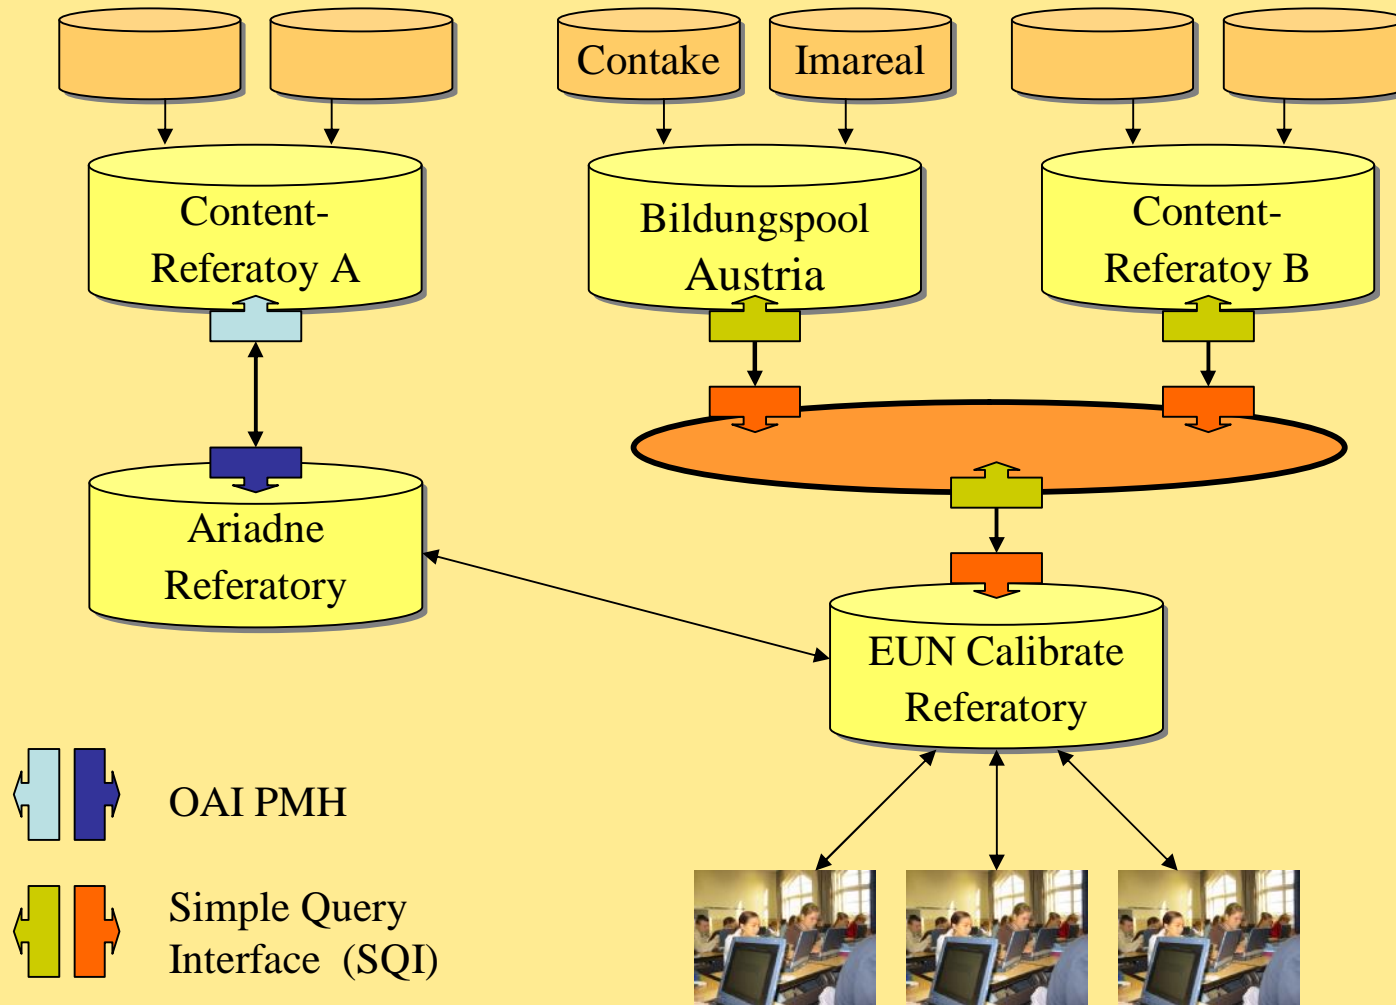 Contake
Imareal
Content-
Referatoy A
Bildungspool
Austria
Content-
Referatoy B
Ariadne
Referatory
EUN Calibrate
Referatory
OAI PMH
Simple Query
Interface (SQI)